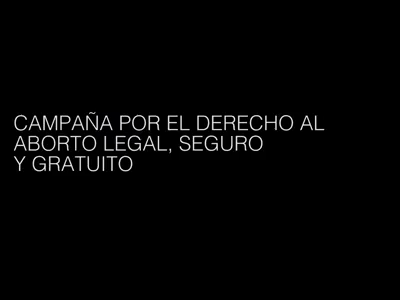 CAMPAÑA POR EL DERECHO AL
ABORTO LEGAL, SEGURO
Y GRATUITO